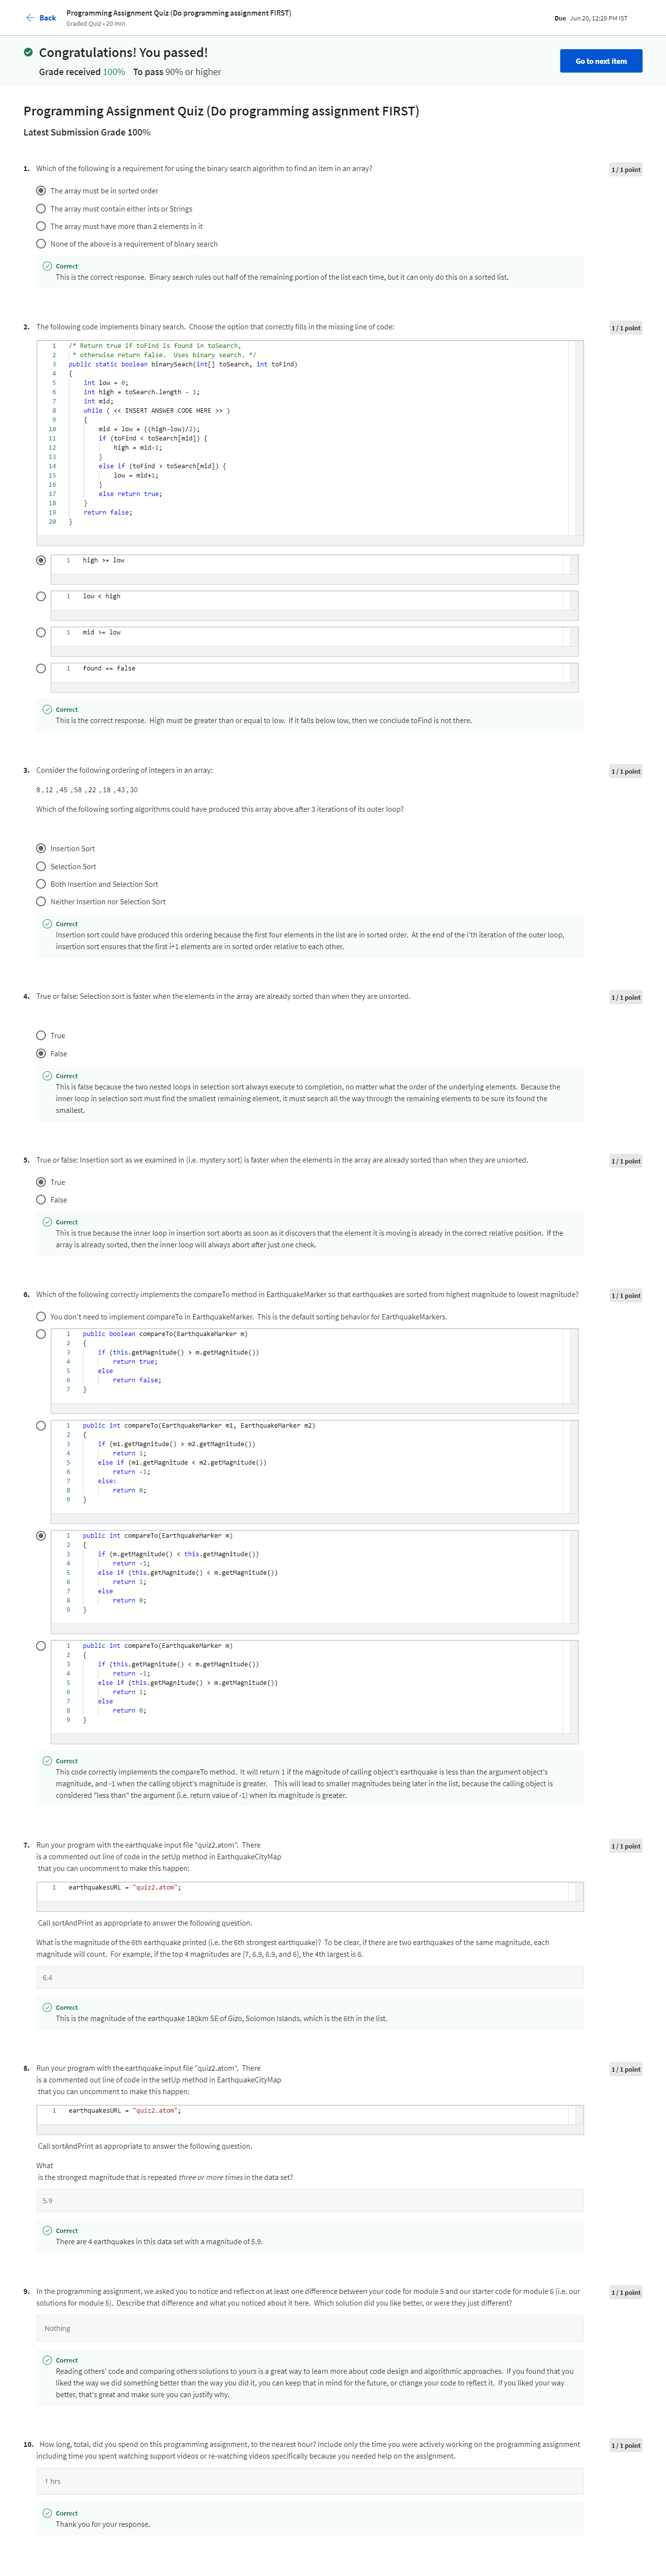 Back
Programming Assignment Quiz (Do programming assignment FIRST)
Graded Quiz • 20 min
Due Jun 20, 12:29 PM IST
Congratulations! You passed!
Grade received 100% To pass 90% or higher
Go to next item
Programming Assignment Quiz (Do programming assignment FIRST)
Latest Submission Grade 100%
1. Which of the following is a requirement for using the binary search algorithm to find an item in an array?
1 / 1 point
The array must be in sorted order
The array must contain either ints or Strings
The array must have more than 2 elements in it
None of the above is a requirement of binary search
Correct
This is the correct response. Binary search rules out half of the remaining portion of the list each time, but it can only do this on a sorted list.
2. The following code implements binary search. Choose the option that correctly fills in the missing line of code:
1 / 1 point
1 /* Return true if toFind is found in toSearch,
2 * otherwise return false. Uses binary search. */
3 public static boolean binarySeach(int[] toSearch, int toFind)
4 {
5 int low = 0;
6 int high = toSearch.length - 1;
7 int mid;
8 while ( << INSERT ANSWER CODE HERE >> )
9 {
10 mid = low + ((high-low)/2);
11 if (toFind < toSearch[mid]) {
12 high = mid-1;
13 }
14 else if (toFind > toSearch[mid]) {
15 low = mid+1;
16 }
17 else return true;
18 }
19 return false;
20 }
1 high >= low
1 low < high
1 mid >= low
1 found == false
Correct
This is the correct response. High must be greater than or equal to low. If it falls below low, then we conclude toFind is not there.
3. Consider the following ordering of integers in an array:
1 / 1 point
8 , 12 , 45 , 58 , 22 , 18 , 43 , 30
Which of the following sorting algorithms could have produced this array above after 3 iterations of its outer loop?
Insertion Sort
Selection Sort
Both Insertion and Selection Sort
Neither Insertion nor Selection Sort
Correct
Insertion sort could have produced this ordering because the first four elements in the list are in sorted order. At the end of the i'th iteration of the outer loop,
insertion sort ensures that the first i+1 elements are in sorted order relative to each other.
4. True or false: Selection sort is faster when the elements in the array are already sorted than when they are unsorted.
1 / 1 point
True
False
Correct
This is false because the two nested loops in selection sort always execute to completion, no matter what the order of the underlying elements. Because the
inner loop in selection sort must find the smallest remaining element, it must search all the way through the remaining elements to be sure its found the
smallest.
5. True or false: Insertion sort as we examined in (i.e. mystery sort) is faster when the elements in the array are already sorted than when they are unsorted.
1 / 1 point
True
False
Correct
This is true because the inner loop in insertion sort aborts as soon as it discovers that the element it is moving is already in the correct relative position. If the
array is already sorted, then the inner loop will always abort after just one check.
6. Which of the following correctly implements the compareTo method in EarthquakeMarker so that earthquakes are sorted from highest magnitude to lowest magnitude?
1 / 1 point
You don't need to implement compareTo in EarthquakeMarker. This is the default sorting behavior for EarthquakeMarkers.
1 public boolean compareTo(EarthquakeMarker m)
2 {
3 if (this.getMagnitude() > m.getMagnitude())
4 return true;
5 else
6 return false;
7 }
1 public int compareTo(EarthquakeMarker m1, EarthquakeMarker m2)
2 {
3 if (m1.getMagnitude() > m2.getMagnitude())
4 return 1;
5 else if (m1.getMagnitude < m2.getMagnitude())
6 return -1;
7 else:
8 return 0;
9 }
1 public int compareTo(EarthquakeMarker m)
2 {
3 if (m.getMagnitude() < this.getMagnitude())
4 return -1;
5 else if (this.getMagnitude() < m.getMagnitude())
6 return 1;
7 else
8 return 0;
9 }
1 public int compareTo(EarthquakeMarker m)
2 {
3 if (this.getMagnitude() < m.getMagnitude())
4 return -1;
5 else if (this.getMagnitude() > m.getMagnitude())
6 return 1;
7 else
8 return 0;
9 }
Correct
This code correctly implements the compareTo method. It will return 1 if the magnitude of calling object's earthquake is less than the argument object's
magnitude, and -1 when the calling object's magnitude is greater. This will lead to smaller magnitudes being later in the list, because the calling object is
considered "less than" the argument (i.e. return value of -1) when its magnitude is greater.
7. Run your program with the earthquake input file "quiz2.atom". There
1 / 1 point
is a commented out line of code in the setUp method in EarthquakeCityMap
that you can uncomment to make this happen:
1 earthquakesURL = "quiz2.atom";
Call sortAndPrint as appropriate to answer the following question.
What is the magnitude of the 6th earthquake printed (i.e. the 6th strongest earthquake)? To be clear, if there are two earthquakes of the same magnitude, each
magnitude will count. For example, if the top 4 magnitudes are {7, 6.9, 6.9, and 6}, the 4th largest is 6.
6.4
Correct
This is the magnitude of the earthquake 180km SE of Gizo, Solomon Islands, which is the 6th in the list.
8. Run your program with the earthquake input file "quiz2.atom". There
1 / 1 point
is a commented out line of code in the setUp method in EarthquakeCityMap
that you can uncomment to make this happen:
1 earthquakesURL = "quiz2.atom";
Call sortAndPrint as appropriate to answer the following question.
What
is the strongest magnitude that is repeated three or more times in the data set?
5.9
Correct
There are 4 earthquakes in this data set with a magnitude of 5.9.
9. In the programming assignment, we asked you to notice and reflect on at least one difference between your code for module 5 and our starter code for module 6 (i.e. our
1 / 1 point
solutions for module 5). Describe that difference and what you noticed about it here. Which solution did you like better, or were they just different?
Nothing
Correct
Reading others' code and comparing others solutions to yours is a great way to learn more about code design and algorithmic approaches. If you found that you
liked the way we did something better than the way you did it, you can keep that in mind for the future, or change your code to reflect it. If you liked your way
better, that's great and make sure you can justify why.
10. How long, total, did you spend on this programming assignment, to the nearest hour? Include only the time you were actively working on the programming assignment
1 / 1 point
including time you spent watching support videos or re-watching videos specifically because you needed help on the assignment.
1 hrs
Correct
Thank you for your response.